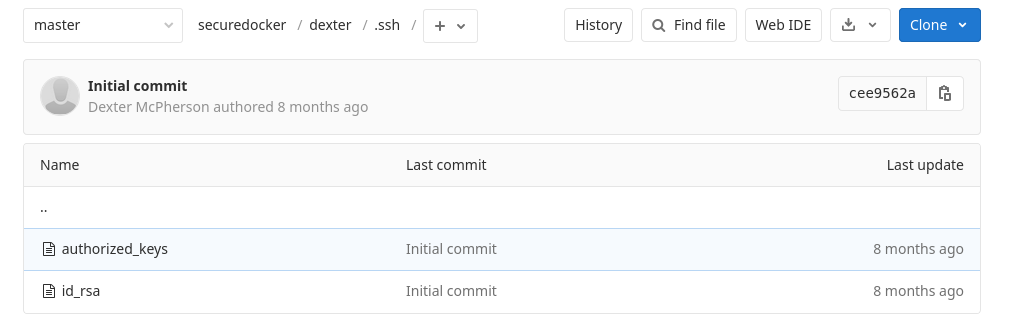 master securedocker / dexter / .ssh / + History Find file Web IDE Clone
Initial commit
Dexter McPherson authored 8 months ago
cee9562a
Name Last commit Last update
..
authorized_keys Initial commit 8 months ago
id_rsa Initial commit 8 months ago